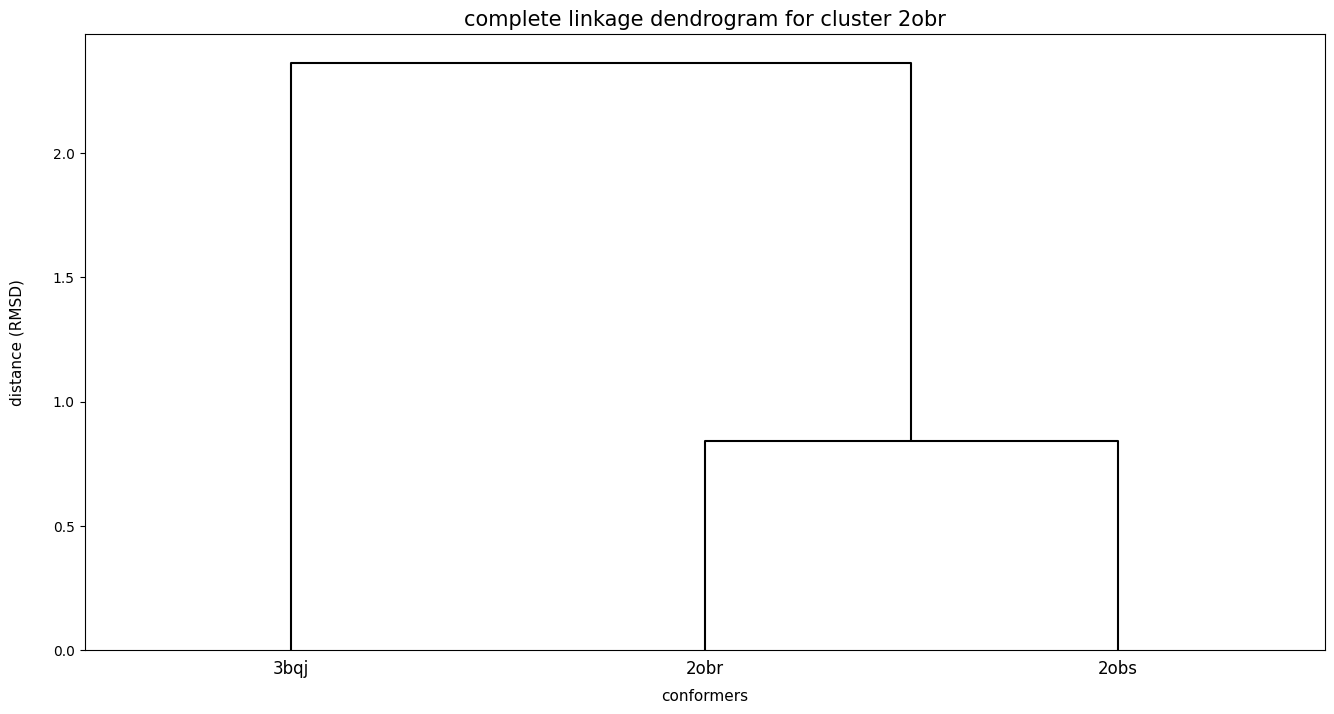 complete linkage dendrogram for cluster 2obr
distance (RMSD)
2.0
1.5
1.0
0.5
0.0
3bqj 2obr 2obs
conformers